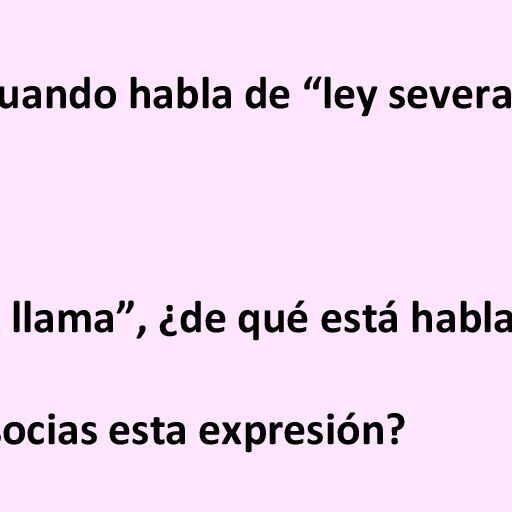 uando habla de “ley severa
llama”, ¿de qué está habla
ocias esta expresión?